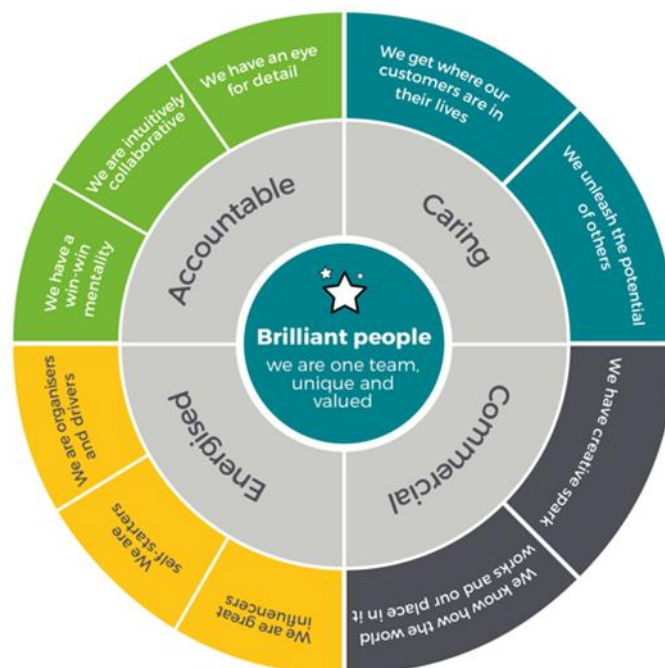 We have an eye
for detail
We get where our
customers are in
their lives
We are intuitively
collaborative
We unleash the potential
of others
Accountable
Caring
We have a
win-win
mentality
Brilliant people
we are one team,
unique and
valued
We are organisers
and drivers
Energised
Commercial
We have creative spark
We are
self-starters
We are great
influencers
We know how the world
works and our place in it